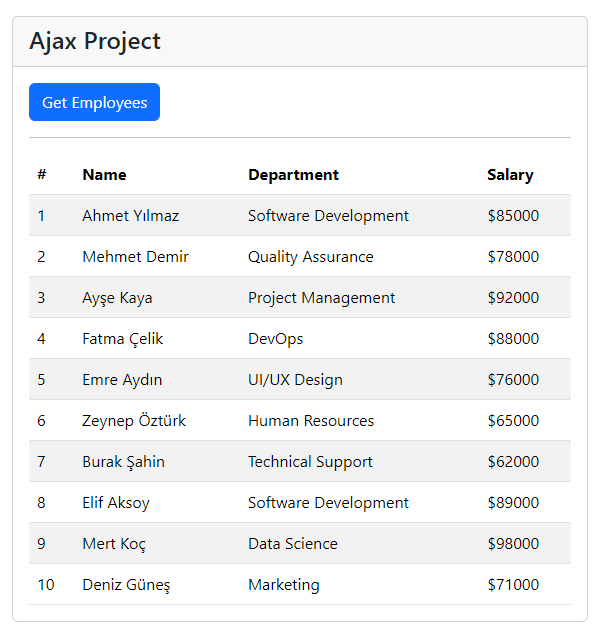 Ajax Project
Get Employees
# Name Department Salary
1 Ahmet Yılmaz Software Development $85000
2 Mehmet Demir Quality Assurance $78000
3 Ayşe Kaya Project Management $92000
4 Fatma Çelik DevOps $88000
5 Emre Aydın UI/UX Design $76000
6 Zeynep Öztürk Human Resources $65000
7 Burak Şahin Technical Support $62000
8 Elif Aksoy Software Development $89000
9 Mert Koç Data Science $98000
10 Deniz Güneş Marketing $71000